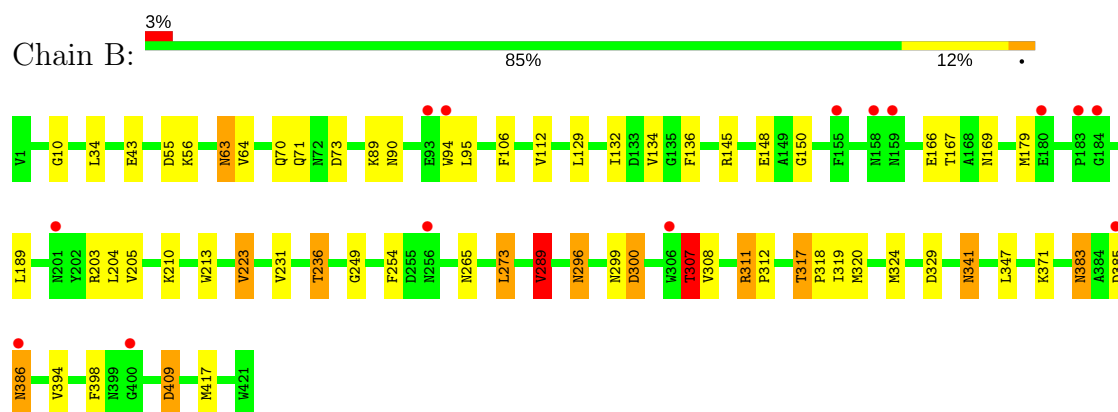 3%
Chain B:
85% 12% •
V1 G10 L34 E43 D55 K56 N63 V64 Q70 Q71 N72 D73 K89 N90 E93 W94 L95 F106 V112 L129 I132 D133 V134 G135 F136 R145 E148 A149 G150 F155 N158 N159 E166 T167 A168 N169 M179 E180 P183 G184
L189 N201 Y202 R203 L204 V205 K210 W213 V223 V231 T236 G249 F254 D255 N256 N265 L273 V289 N296 N299 D300 W306 T307 V308 R311 P312 T317 P318 I319 M320 M324 D329 N341 L347 K371 N383 A384 D385
N386 V394 F398 N399 G400 D409 M417 W421